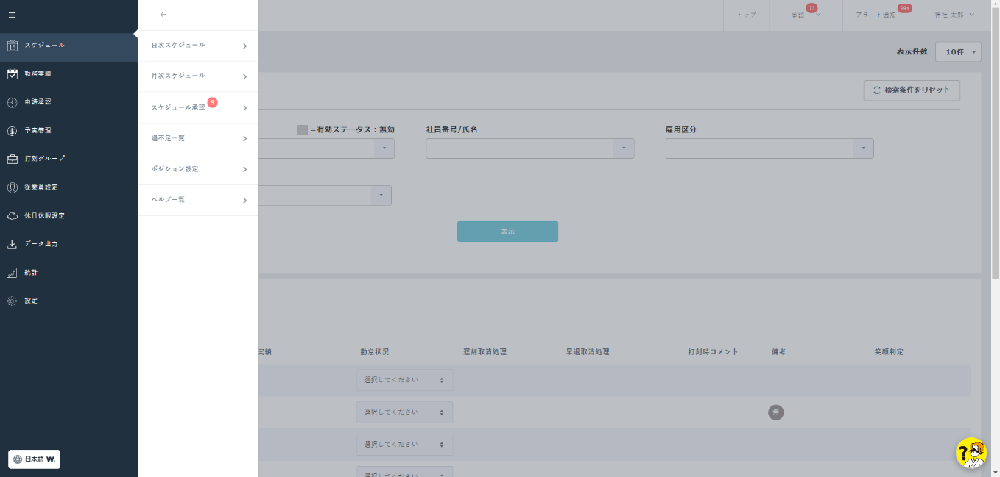 トップ
承認
73
アラート通知
99+
神社 太郎
スケジュール
勤務実績
申請承認
予実管理
打刻グループ
従業員設定
休日休暇設定
データ出力
統計
設定
日本語 W.
日次スケジュール
月次スケジュール
スケジュール承認
9
過不足一覧
ポジション設定
ヘルプ一覧
表示件数
10件
検索条件をリセット
=有効ステータス:無効
社員番号/氏名
雇用区分
表示
実績
勤怠状況
遅刻取消処理
早退取消処理
打刻時コメント
備考
笑顔判定
選択してください
選択してください
無
選択してください
選択してください